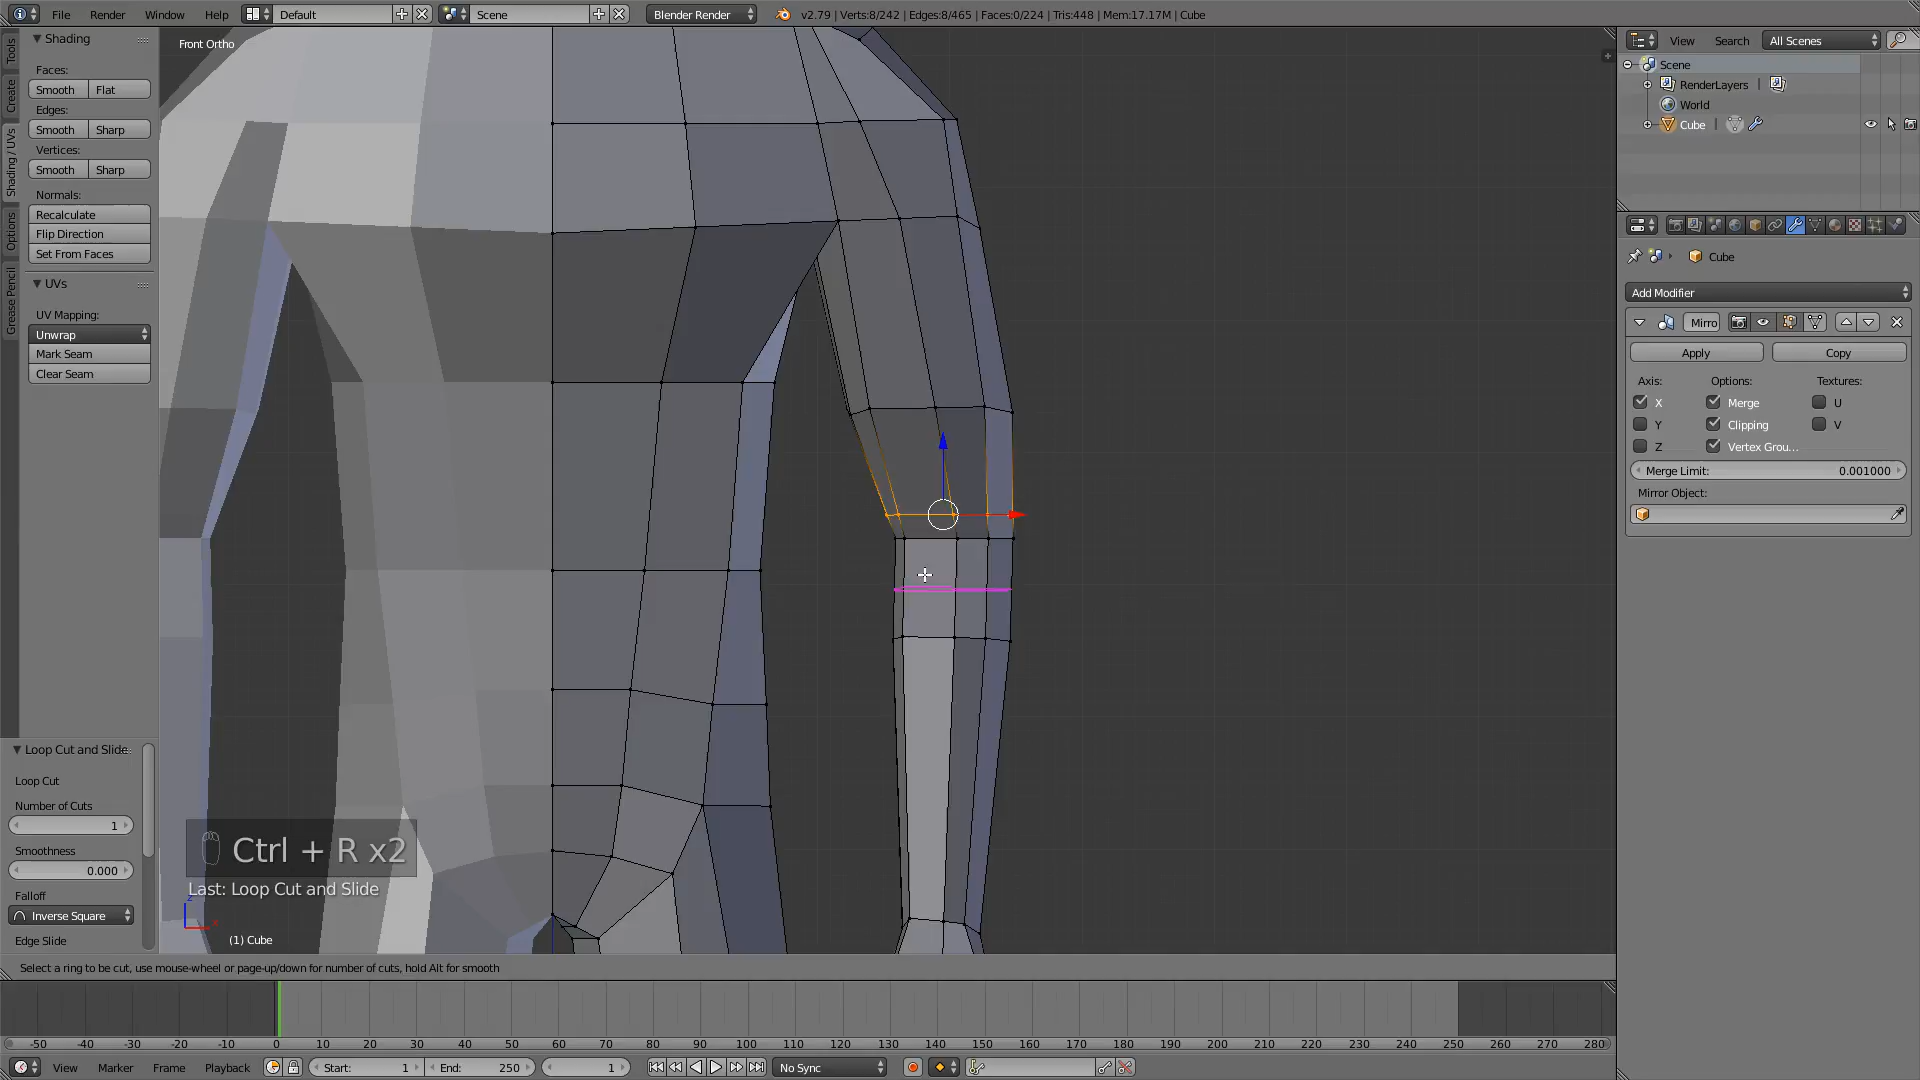 File Render Window Help Default Scene Blender Render v2.79 | Verts:8/242 | Edges:8/465 | Faces:0/224 | Tris:448 | Mem:17.17M | Cube
Tools
Create
Shading / UVs
Options
Grease Pencil
Shading
Faces:
Smooth Flat
Edges:
Smooth Sharp
Vertices:
Smooth Sharp
Normals:
Recalculate
Flip Direction
Set From Faces
UVs
UV Mapping:
Unwrap
Mark Seam
Clear Seam
Loop Cut and Slide
Loop Cut
Number of Cuts
1
Smoothness
0.000
Falloff
Inverse Square
Edge Slide
Front Ortho
Ctrl + R x2
Last: Loop Cut and Slide
z
x
(1) Cube
Select a ring to be cut, use mouse-wheel or page-up/down for number of cuts, hold Alt for smooth
View Search All Scenes
Scene
RenderLayers |
World
Cube |
Cube
Add Modifier
Mirro
Apply Copy
Axis: Options: Textures:
X Merge U
Y Clipping V
Z Vertex Grou...
Merge Limit: 0.001000
Mirror Object:
-50 -40 -30 -20 -10 0 10 20 30 40 50 60 70 80 90 100 110 120 130 140 150 160 170 180 190 200 210 220 230 240 250 260 270 280
View Marker Frame Playback Start: 1 End: 250 1 No Sync